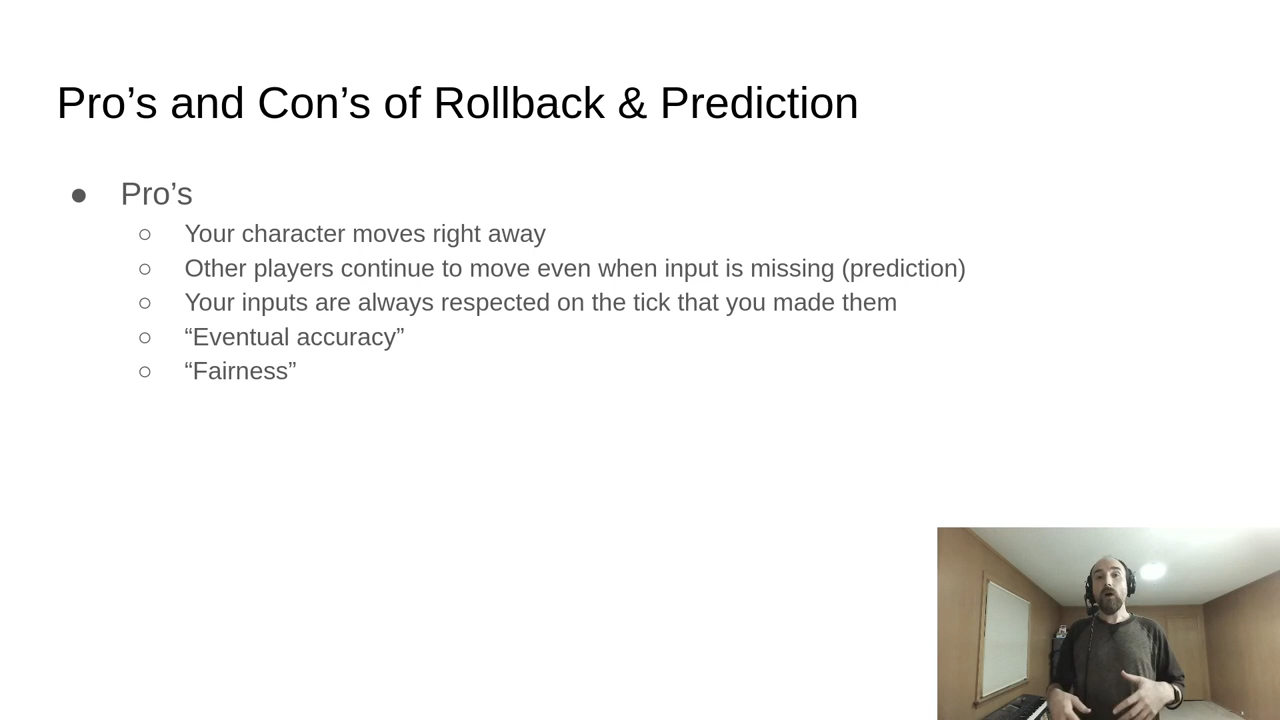 Pro’s and Con’s of Rollback & Prediction
● Pro’s
○ Your character moves right away
○ Other players continue to move even when input is missing (prediction)
○ Your inputs are always respected on the tick that you made them
○ “Eventual accuracy”
○ “Fairness”